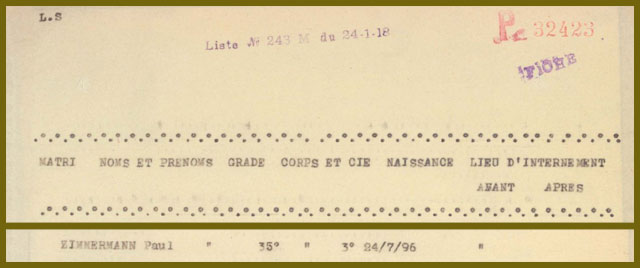 L.S
Liste № 243 M du 24-1-18
P. 32423.
FICHE
MATRI NOMS ET PRENOMS GRADE CORPS ET CIE NAISSANCE LIEU D'INTERNEMENT
AVANT APRES
ZIMMERMANN Paul " 35° " 3° 24/7/96 "